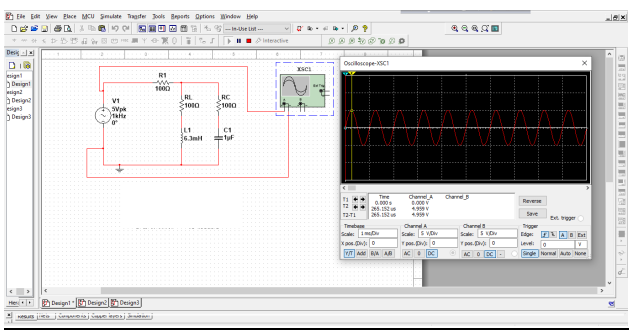 File Edit View Place MCU Simulate Transfer Tools Reports Options Window Help
--- In-Use List ---
Interactive
esign1
Design1
esign2
Design2
esign3
Design3
XSC1
Ext Trig
R1
100Ω
RL
100Ω
RC
100Ω
V1
5Vpk
1kHz
0°
L1
6.3mH
C1
1µF
Oscilloscope-XSC1
Time Channel_A Channel_B
T1 0.000 s 0.000 V
T2 265.152 us 4.959 V
T2-T1 265.152 us 4.959 V
Reverse
Save
Ext. trigger
Timebase Channel A Channel B Trigger
Scale: 1 ms/Div Scale: 5 V/Div Scale: 5 V/Div Edge: A B Ext
X pos.(Div): 0 Y pos.(Div): 0 Y pos.(Div): 0 Level: 0 V
Y/T Add B/A A/B AC 0 DC AC 0 DC - Single Normal Auto None
Design1 * Design2 Design3
Results Nets Components Copper layers Simulation